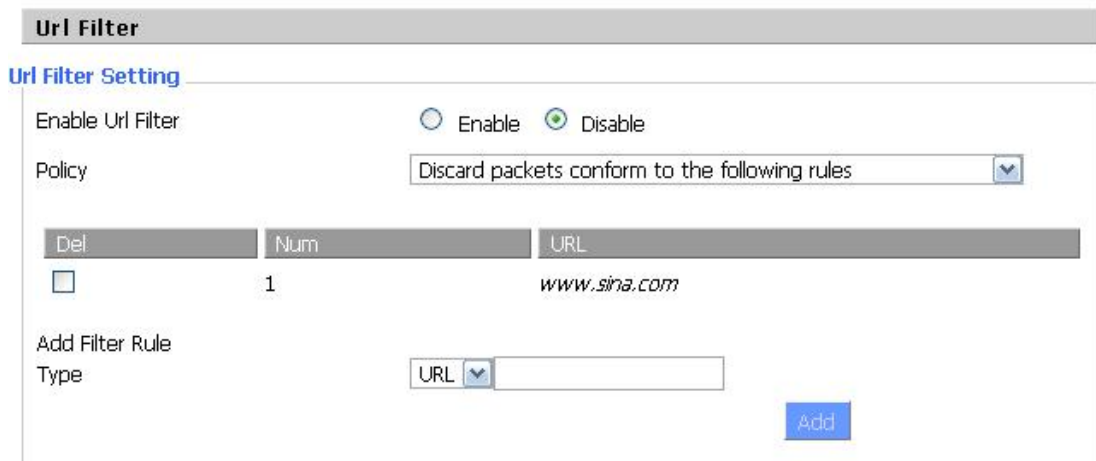 Url Filter
Url Filter Setting
Enable Url Filter Enable Disable
Policy Discard packets conform to the following rules
Del Num URL
1 www.sina.com
Add Filter Rule
Type URL
Add